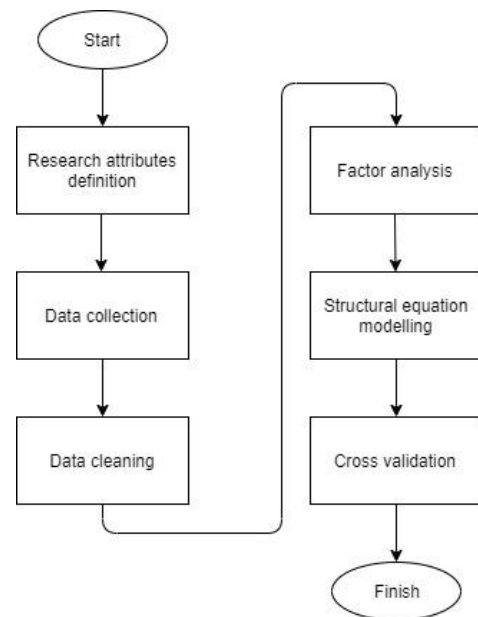 Start
Research attributes
definition
Data collection
Data cleaning
Factor analysis
Structural equation
modelling
Cross validation
Finish